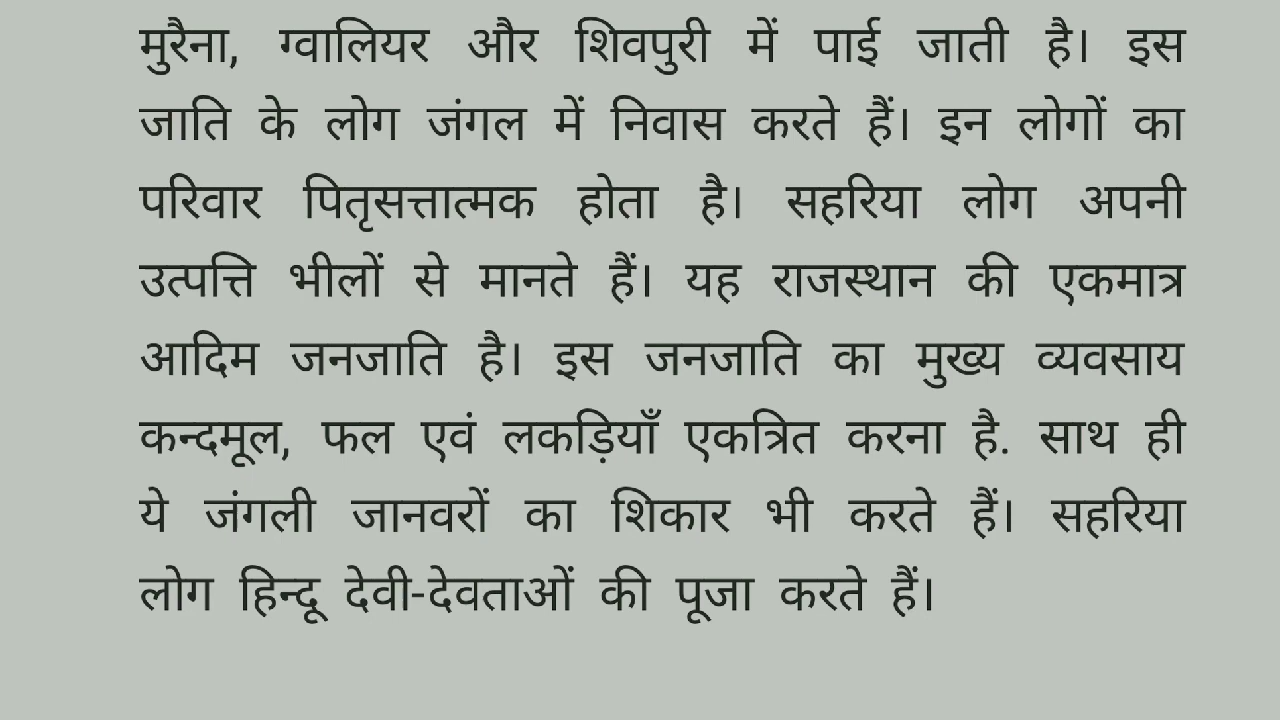 मुरैना, ग्वालियर और शिवपुरी में पाई जाती है। इस
जाति के लोग जंगल में निवास करते हैं। इन लोगों का
परिवार पितृसत्तात्मक होता है। सहरिया लोग अपनी
उत्पत्ति भीलों से मानते हैं। यह राजस्थान की एकमात्र
आदिम जनजाति है। इस जनजाति का मुख्य व्यवसाय
कन्दमूल, फल एवं लकड़ियाँ एकत्रित करना है. साथ ही
ये जंगली जानवरों का शिकार भी करते हैं। सहरिया
लोग हिन्दू देवी-देवताओं की पूजा करते हैं।